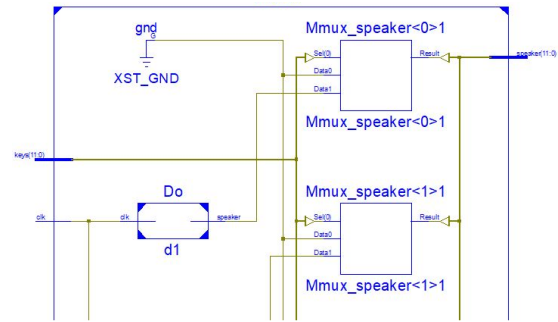 gnd
G
XST_GND
Mmux_speaker<0>1
Sel(0)
Result
Data0
Data1
Mmux_speaker<0>1
speaker(11:0)
keys(11:0)
Do
clk
clk
speaker
d1
Mmux_speaker<1>1
Sel(0)
Result
Data0
Data1
Mmux_speaker<1>1